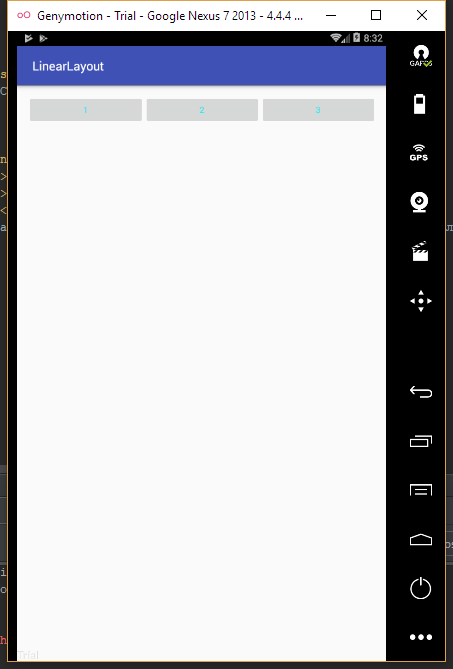 Genymotion - Trial - Google Nexus 7 2013 - 4.4.4 ...
8:32
LinearLayout
1 2 3
GAPPS
GPS
Trial